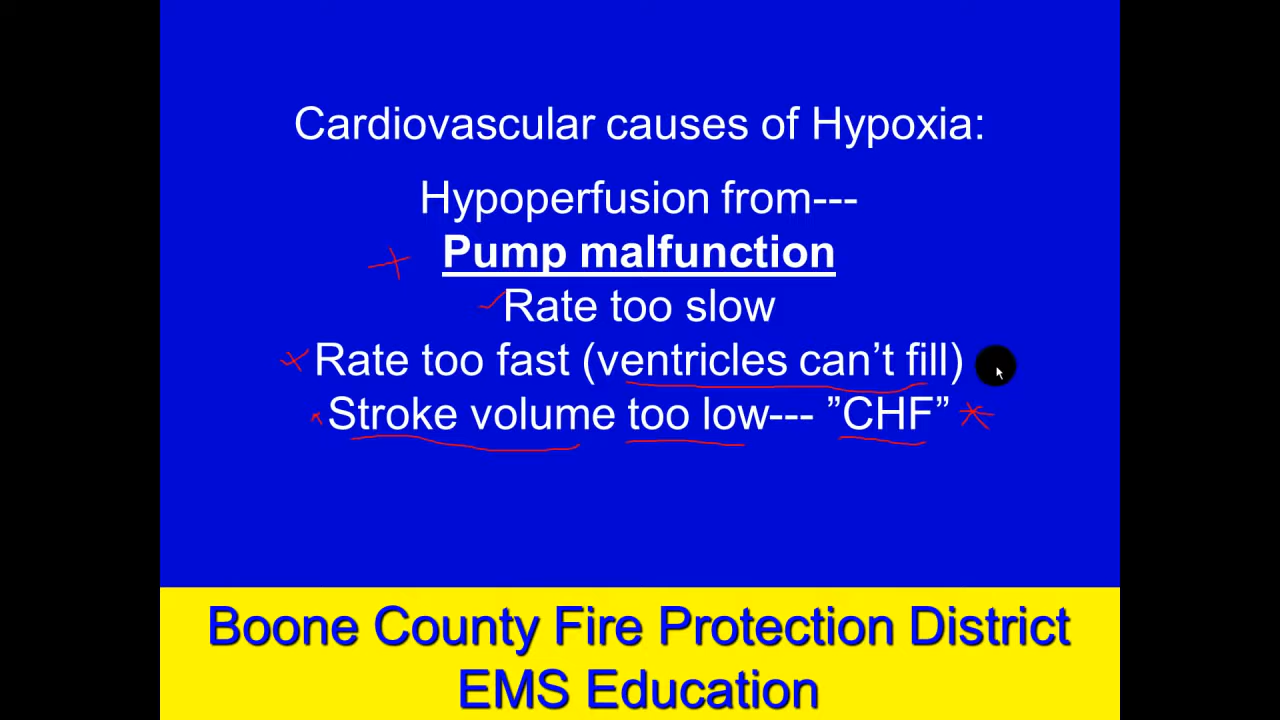 Cardiovascular causes of Hypoxia:
Hypoperfusion from---
Pump malfunction
Rate too slow
Rate too fast (ventricles can’t fill)
Stroke volume too low--- ”CHF”
Boone County Fire Protection District
EMS Education